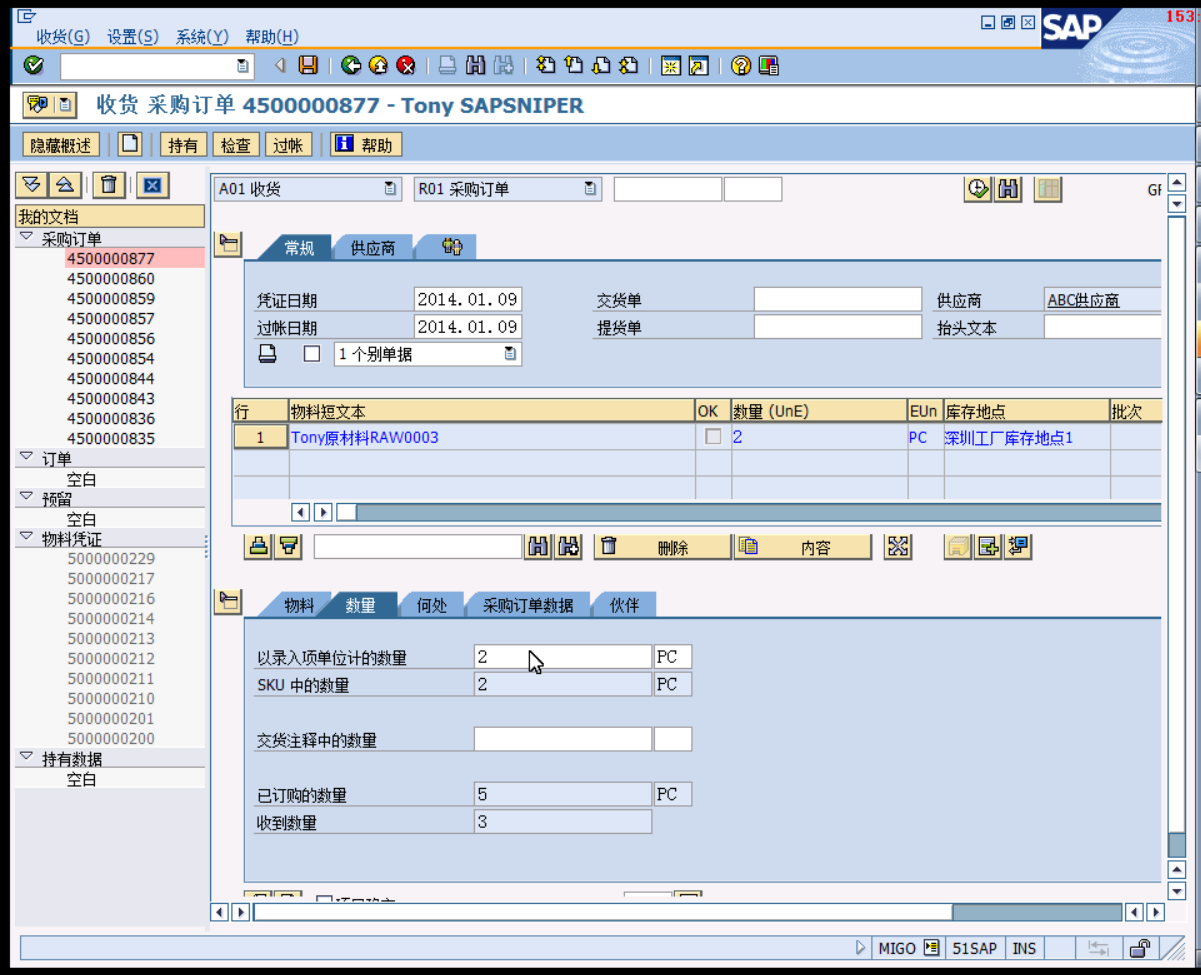 153
收货(G) 设置(S) 系统(Y) 帮助(H)
SAP
收货 采购订单 4500000877 - Tony SAPSNIPER
隐藏概述 持有 检查 过帐 帮助
A01 收货 R01 采购订单
我的文档
采购订单
4500000877
4500000860
4500000859
4500000857
4500000856
4500000854
4500000844
4500000843
4500000836
4500000835
订单
空白
预留
空白
物料凭证
5000000229
5000000217
5000000216
5000000214
5000000213
5000000212
5000000211
5000000210
5000000201
5000000200
持有数据
空白
常规 供应商
凭证日期 2014.01.09 交货单 供应商 ABC供应商
过帐日期 2014.01.09 提货单 抬头文本
1 个别单据
行 物料短文本 OK 数量 (UnE) EUn 库存地点 批次
1 Tony原材料RAW0003 2 PC 深圳工厂库存地点1
删除 内容
物料 数量 何处 采购订单数据 伙伴
以录入项单位计的数量 2 PC
SKU 中的数量 2 PC
交货注释中的数量
已订购的数量 5 PC
收到数量 3
MIGO 51SAP INS